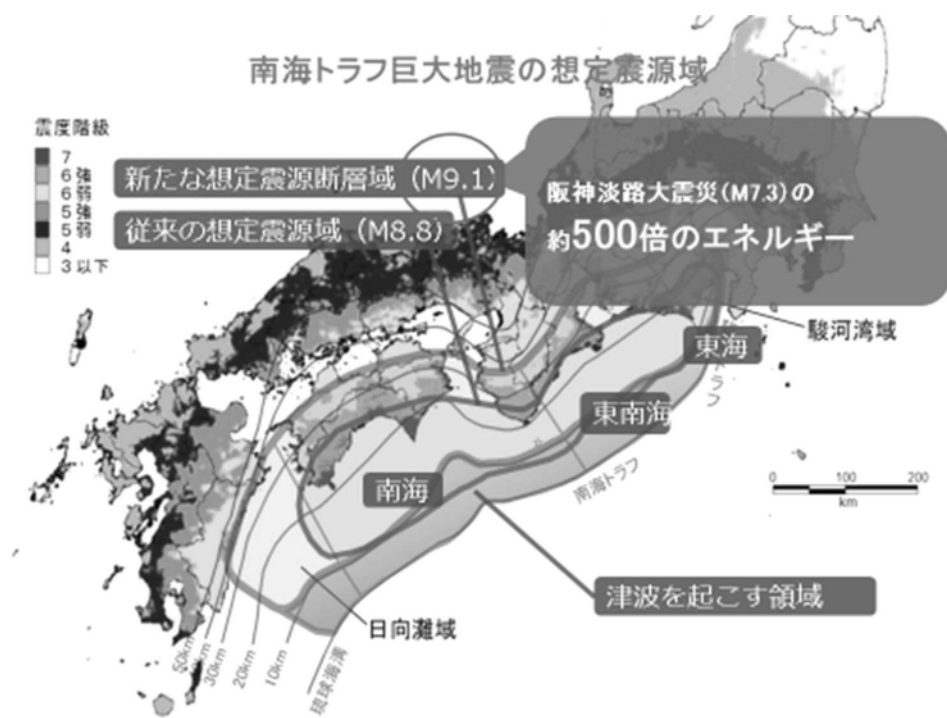 南海トラフ巨大地震の想定震源域
震度階級
7
6強
6弱
5強
5弱
4
3以下
新たな想定震源断層域（M9.1）
従来の想定震源域（M8.8）
阪神淡路大震災(M7.3)の
約500倍のエネルギー
駿河湾域
東海
東南海
南海
トラフ
南海トラフ
0 100 200
km
津波を起こす領域
日向灘域
50km
30km
20km
10km
琉球海溝